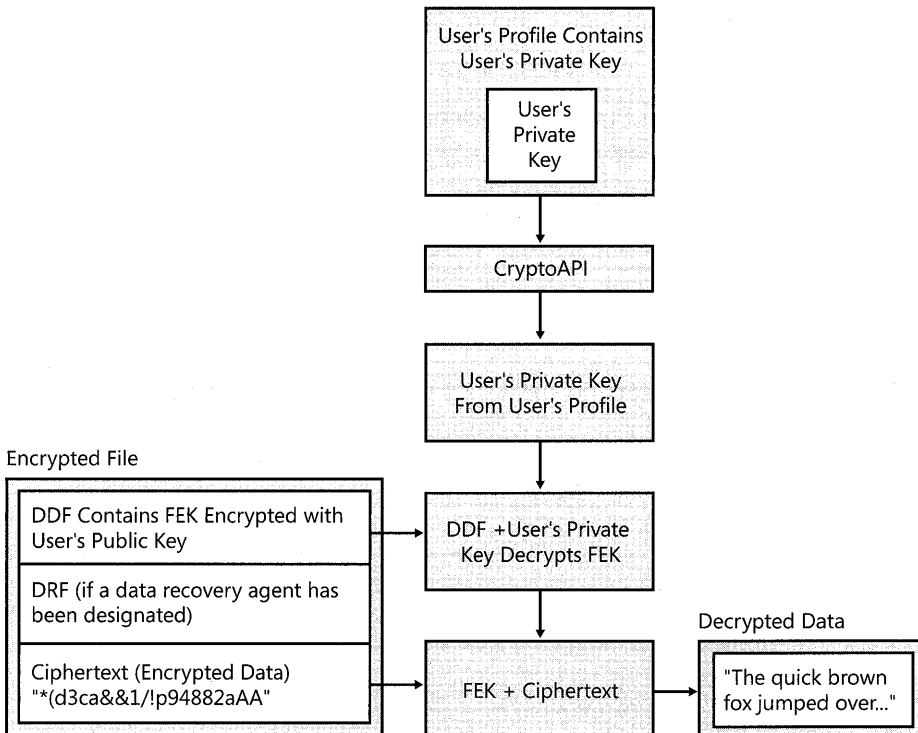 User's Profile Contains
User's Private Key
User's
Private
Key
CryptoAPI
User's Private Key
From User's Profile
Encrypted File
DDF Contains FEK Encrypted with
User's Public Key
DRF (if a data recovery agent has
been designated)
Ciphertext (Encrypted Data)
"*(d3ca&&1/!p94882aAA"
DDF +User's Private
Key Decrypts FEK
FEK + Ciphertext
Decrypted Data
"The quick brown
fox jumped over..."